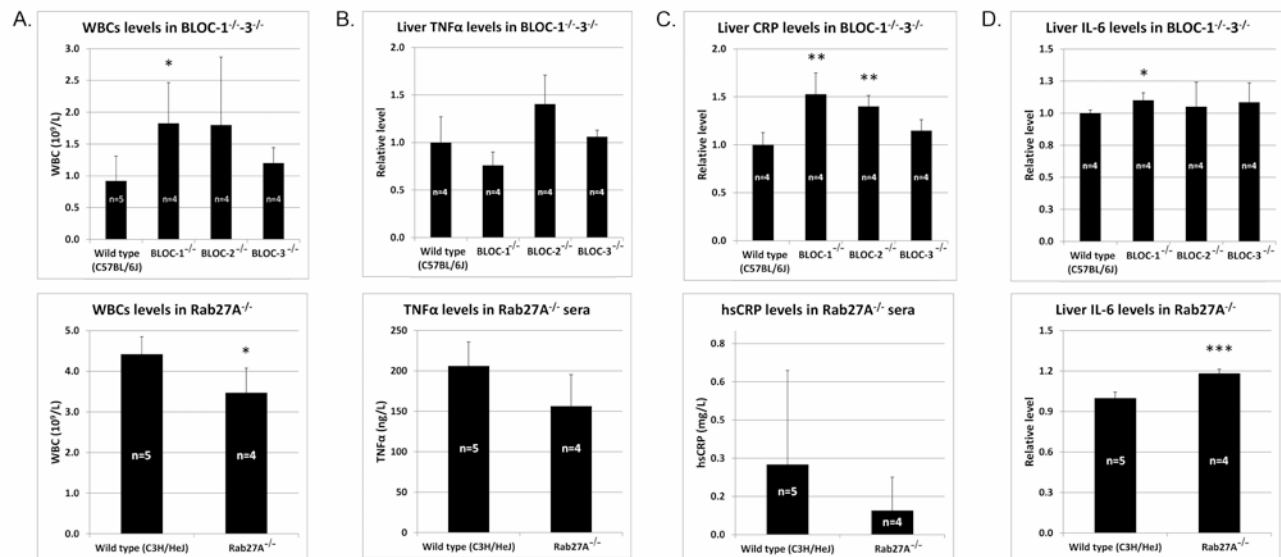 A.
WBCs levels in BLOC-1⁻/⁻-3⁻/⁻
WBC (10⁹/L)
3.0
2.5
2.0
1.5
1.0
0.5
0.0
*
n=5
n=4
n=4
n=4
Wild type
(C57BL/6J)
BLOC-1⁻/⁻
BLOC-2⁻/⁻
BLOC-3⁻/⁻
B.
Liver TNFα levels in BLOC-1⁻/⁻-3⁻/⁻
Relative level
2.0
1.5
1.0
0.5
0.0
n=4
n=4
n=4
n=4
Wild type
(C57BL/6J)
BLOC-1⁻/⁻
BLOC-2⁻/⁻
BLOC-3⁻/⁻
C.
Liver CRP levels in BLOC-1⁻/⁻-3⁻/⁻
Relative level
2.0
1.5
1.0
0.5
0.0
**
**
n=4
n=4
n=4
n=4
Wild type
(C57BL/6J)
BLOC-1⁻/⁻
BLOC-2⁻/⁻
BLOC-3⁻/⁻
D.
Liver IL-6 levels in BLOC-1⁻/⁻-3⁻/⁻
Relative level
1.5
1.3
1.0
0.8
0.5
1.3
1.0
*
n=4
n=4
n=4
n=4
Wild type
(C57BL/6J)
BLOC-1⁻/⁻
BLOC-2⁻/⁻
BLOC-3⁻/⁻
WBCs levels in Rab27A⁻/⁻
WBC (10⁹/L)
5.0
4.0
3.0
2.0
1.0
0.0
*
n=5
n=4
Wild type (C3H/HeJ)
Rab27A⁻/⁻
TNFα levels in Rab27A⁻/⁻ sera
TNFα (ng/L)
250
200
150
100
50
0
n=5
n=4
Wild type (C3H/HeJ)
Rab27A⁻/⁻
hsCRP levels in Rab27A⁻/⁻ sera
hsCRP (mg/L)
0.8
0.6
0.5
0.3
0.2
0.0
n=5
n=4
Wild type (C3H/HeJ)
Rab27A⁻/⁻
Liver IL-6 levels in Rab27A⁻/⁻
Relative level
1.5
1.2
0.9
1.5
1.3
1.0
***
n=5
n=4
Wild type (C3H/HeJ)
Rab27A⁻/⁻